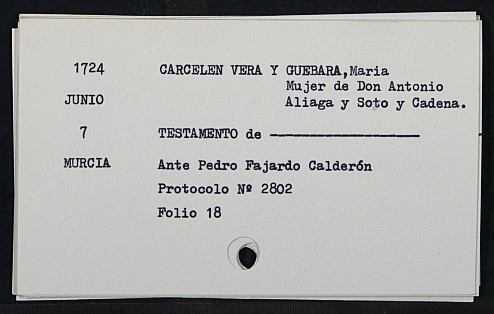 1724 CARCELEN VERA Y GUEBARA,Maria
Mujer de Don Antonio
JUNIO Aliaga y Soto y Cadena.
7 TESTAMENTO de --------------------
MURCIA Ante Pedro Fajardo Calderón
Protocolo Nº 2802
Folio 18